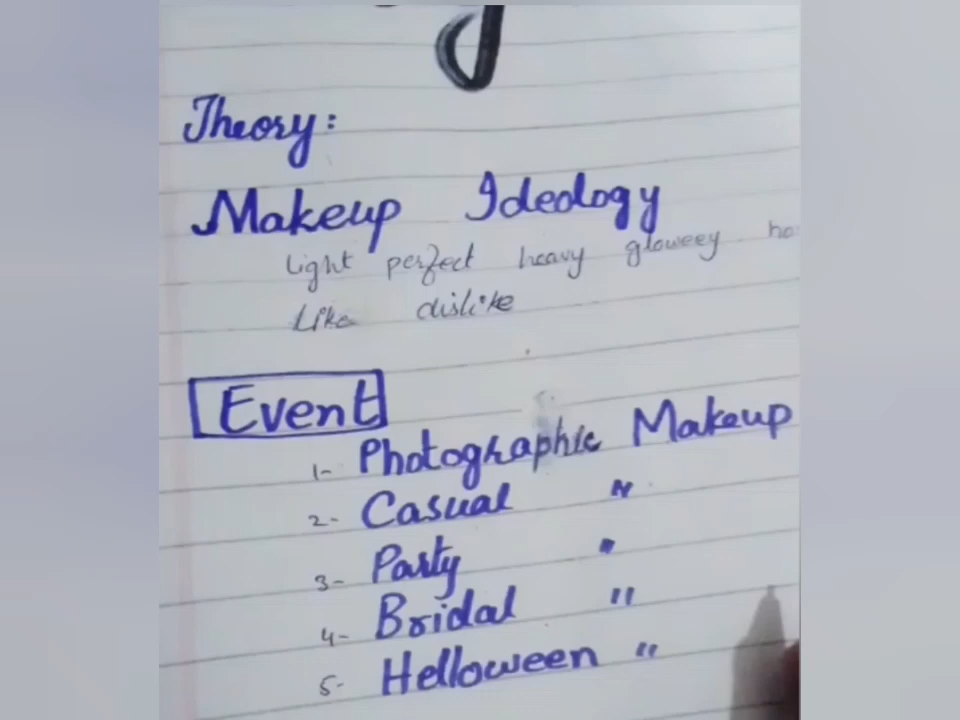 Theory:
Makeup Ideology
Light perfect heavy gloweey
Like dislike
Event
1- Photographic Makeup
2- Casual "
3- Party "
4- Bridal "
5- Helloween "